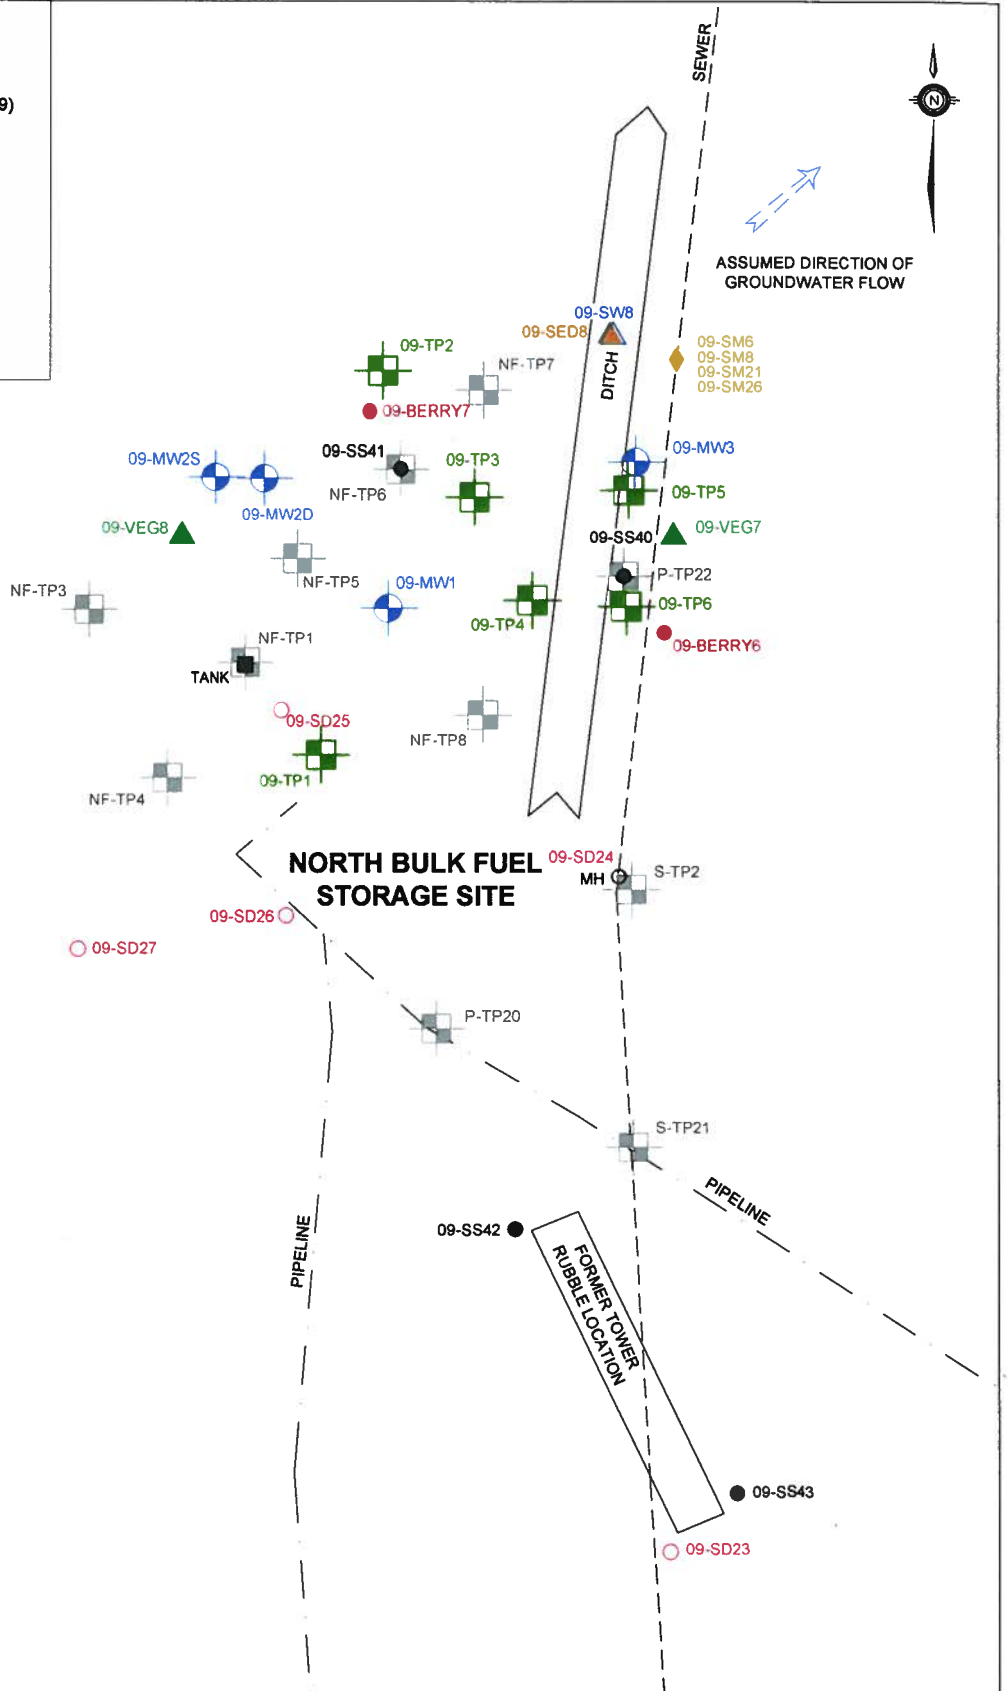 9)
SEWER
N
ASSUMED DIRECTION OF
GROUNDWATER FLOW
09-SW8
09-SED8
DITCH
09-SM6
09-SM8
09-SM21
09-SM26
09-TP2
NF-TP7
09-BERRY7
09-SS41
09-TP3
09-MW3
09-MW2S
NF-TP6
09-TP5
09-MW2D
09-VEG8
09-SS40
09-VEG7
NF-TP5
09-MW1
P-TP22
NF-TP3
09-TP4
09-TP6
NF-TP1
09-BERRY6
TANK
09-SD25
NF-TP8
09-TP1
NF-TP4
NORTH BULK FUEL
STORAGE SITE
09-SD24
MH
S-TP2
09-SD26
09-SD27
P-TP20
S-TP21
PIPELINE
09-SS42
PIPELINE
FORMER TOWER
RUBBLE LOCATION
09-SS43
09-SD23